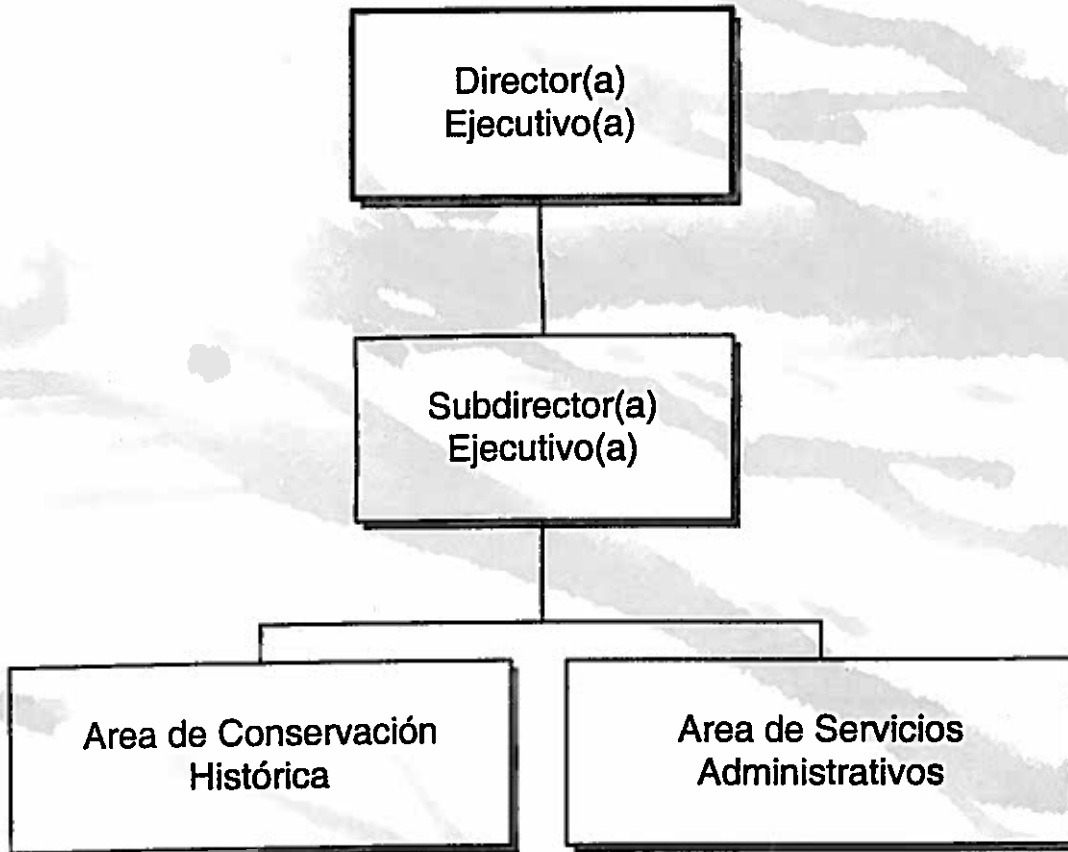 Director(a)
Ejecutivo(a)
Subdirector(a)
Ejecutivo(a)
Area de Conservación
Histórica
Area de Servicios
Administrativos